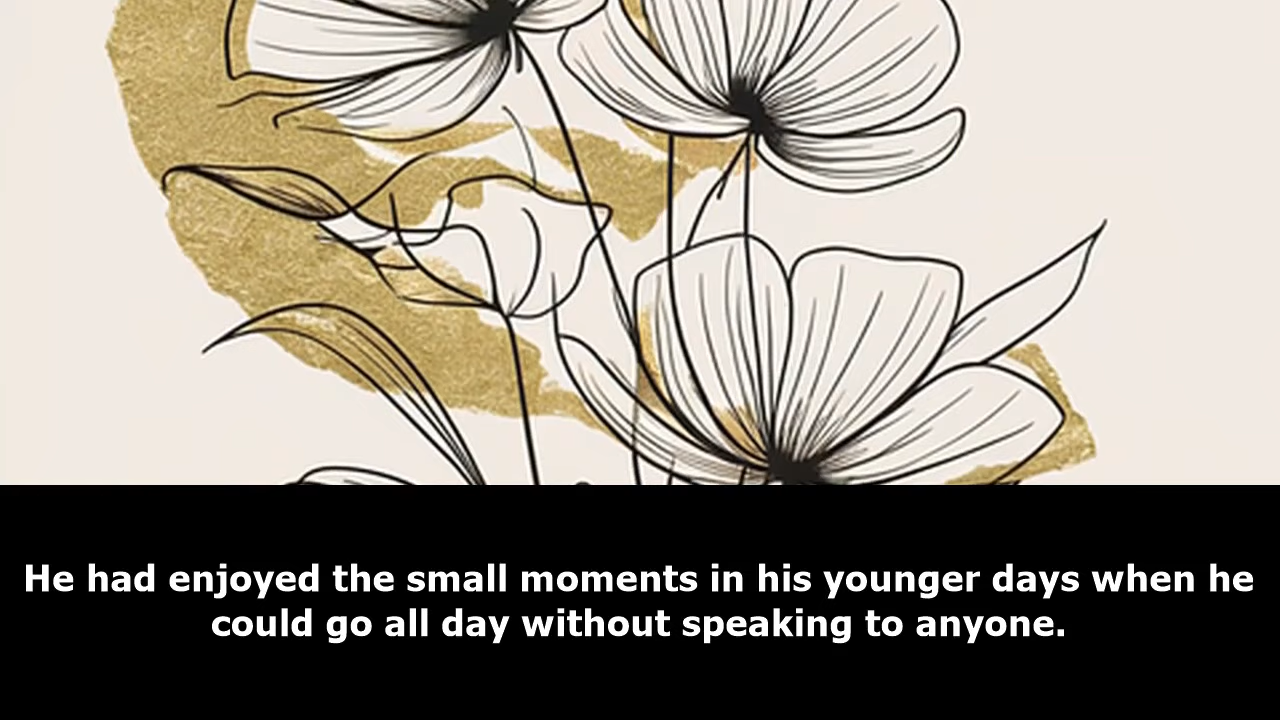 He had enjoyed the small moments in his younger days when he
could go all day without speaking to anyone.